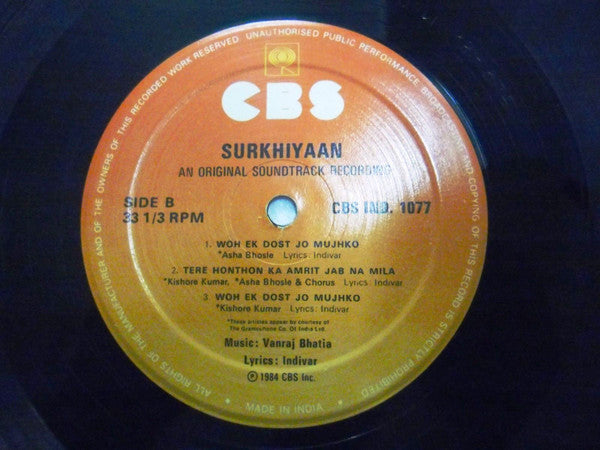 ALL RIGHTS OF THE MANUFACTURER AND OF THE OWNERS OF THIS RECORDED WORK RESERVED. UNAUTHORISED PUBLIC PERFORMANCE, BROADCASTING AND COPYING OF THIS RECORD IS STRICTLY PROHIBITED
CBS
SURKHIYAAN
AN ORIGINAL SOUNDTRACK RECORDING
SIDE B
33 1/3 RPM
CBS IND. 1077
1. WOH EK DOST JO MUJHKO
*Asha Bhosle Lyrics: Indivar
2. TERE HONTHON KA AMRIT JAB NA MILA
*Kishore Kumar, *Asha Bhosle & Chorus Lyrics: Indivar
3. WOH EK DOST JO MUJHKO
*Kishore Kumar Lyrics: Indivar
*These artistes appear by courtesy of
The Gramophone Co. Of India Ltd.
Music: Vanraj Bhatia
Lyrics: Indivar
℗ 1984 CBS Inc.
MADE IN INDIA